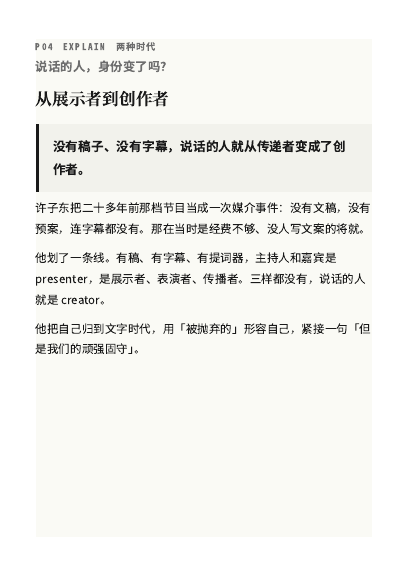 P04 EXPLAIN 两种时代
说话的人，身份变了吗?
从展示者到创作者
没有稿子、没有字幕，说话的人就从传递者变成了创
作者。
许子东把二十多年前那档节目当成一次媒介事件：没有文稿，没有
预案，连字幕都没有。那在当时是经费不够、没人写文案的将就。
他划了一条线。有稿、有字幕、有提词器，主持人和嘉宾是
presenter，是展示者、表演者、传播者。三样都没有，说话的人
就是 creator。
他把自己归到文字时代，用「被抛弃的」形容自己，紧接一句「但
是我们的顽强固守」。